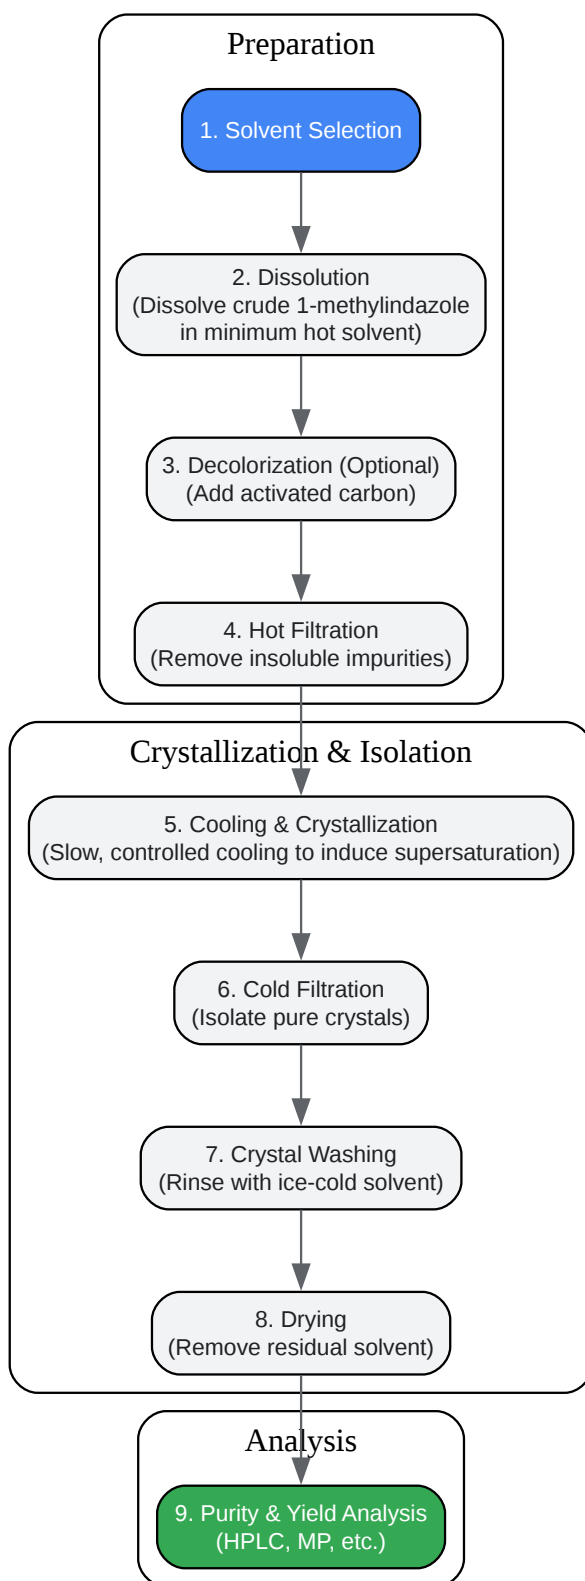 Preparation
1. Solvent Selection
2. Dissolution
(Dissolve crude 1-methylindazole
in minimum hot solvent)
3. Decolorization (Optional)
(Add activated carbon)
4. Hot Filtration
(Remove insoluble impurities)
Crystallization & Isolation
5. Cooling & Crystallization
(Slow, controlled cooling to induce supersaturation)
6. Cold Filtration
(Isolate pure crystals)
7. Crystal Washing
(Rinse with ice-cold solvent)
8. Drying
(Remove residual solvent)
Analysis
9. Purity & Yield Analysis
(HPLC, MP, etc.)